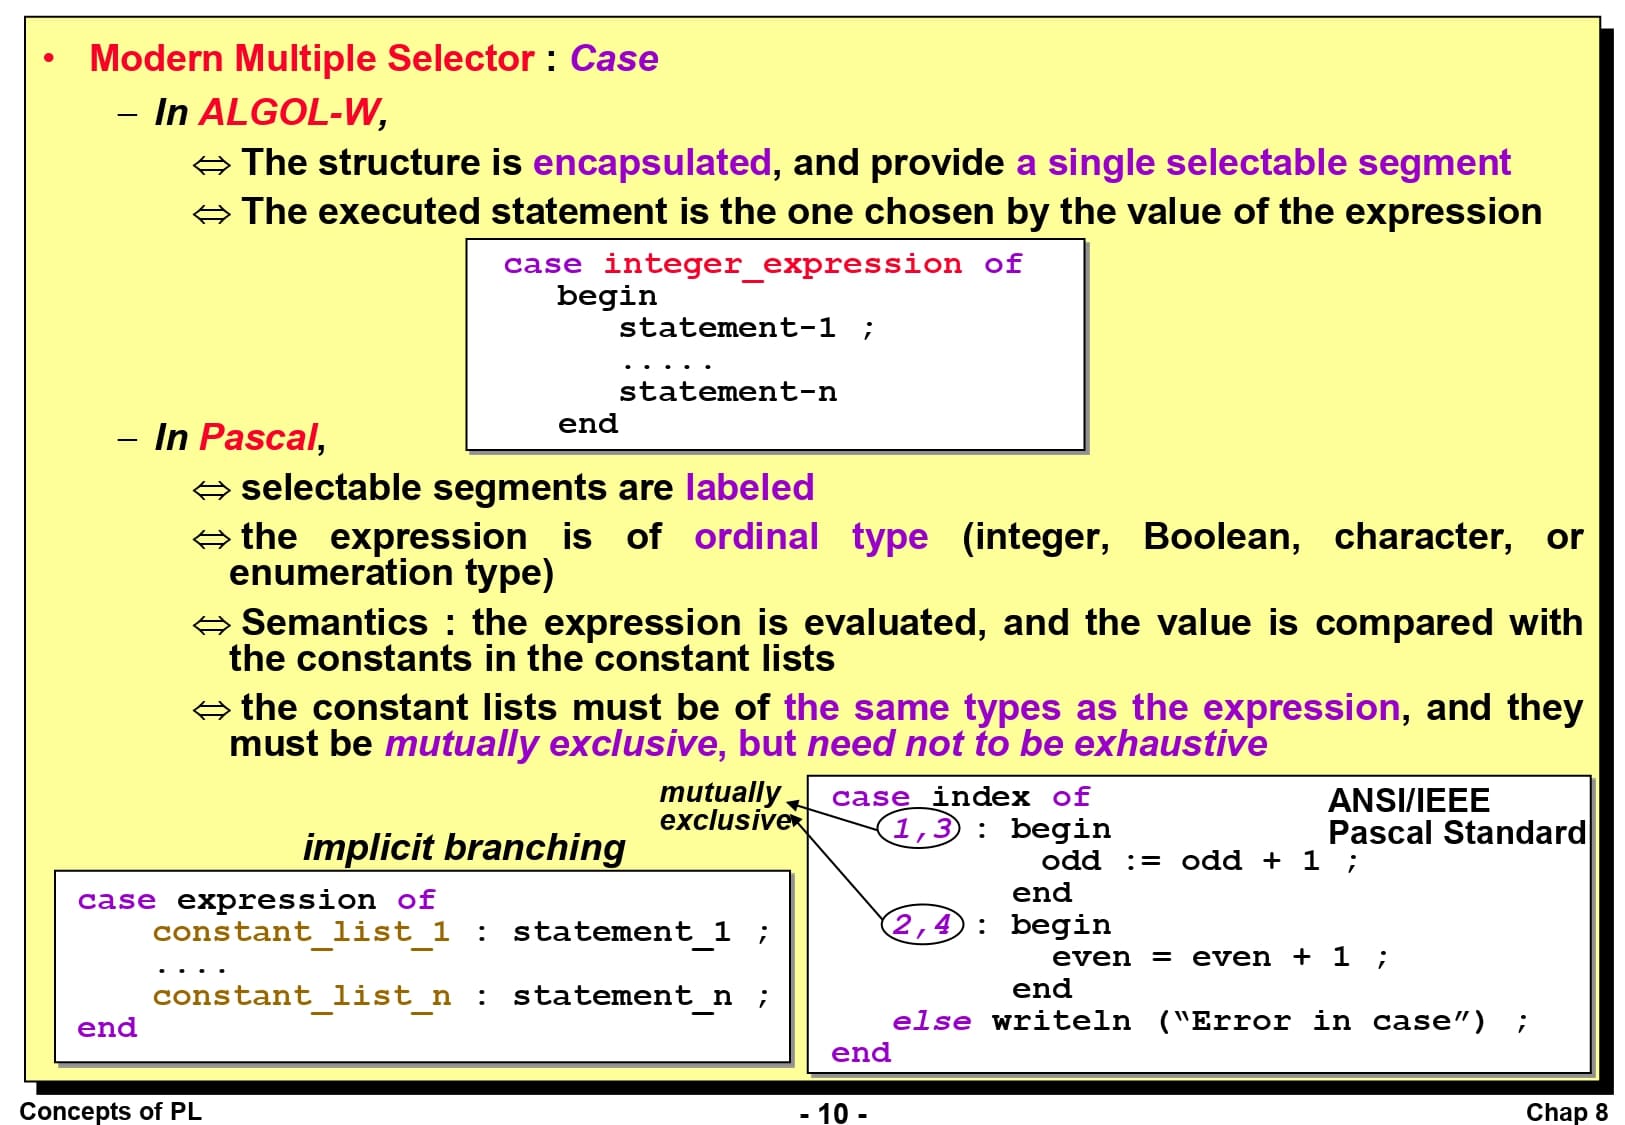 • Modern Multiple Selector : Case
– In ALGOL-W,
⇔ The structure is encapsulated, and provide a single selectable segment
⇔ The executed statement is the one chosen by the value of the expression
case integer_expression of
begin
statement-1 ;
.....
statement-n
end
– In Pascal,
⇔ selectable segments are labeled
⇔ the expression is of ordinal type (integer, Boolean, character, or
enumeration type)
⇔ Semantics : the expression is evaluated, and the value is compared with
the constants in the constant lists
⇔ the constant lists must be of the same types as the expression, and they
must be mutually exclusive, but need not to be exhaustive
mutually
exclusive
implicit branching
case expression of
constant_list_1 : statement_1 ;
....
constant_list_n : statement_n ;
end
ANSI/IEEE
Pascal Standard
case index of
1,3 : begin
odd := odd + 1 ;
end
2,4 : begin
even = even + 1 ;
end
else writeln (“Error in case”) ;
end
Concepts of PL
- 10 -
Chap 8